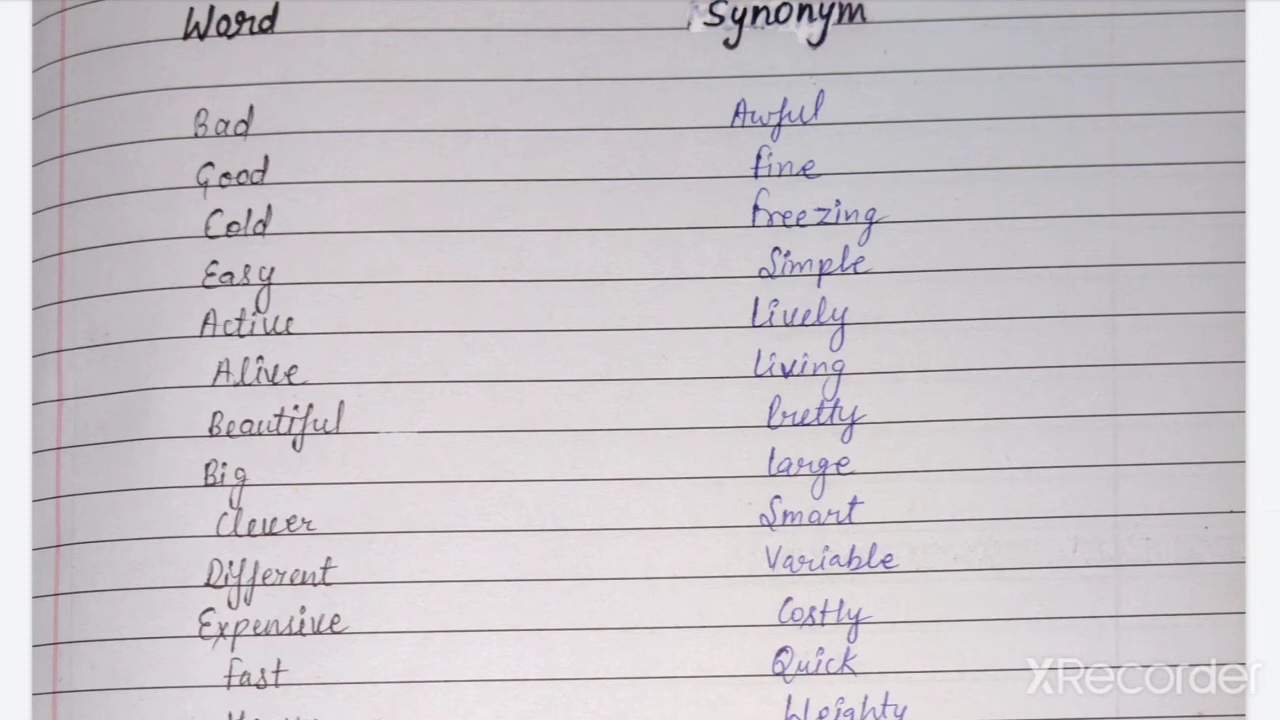 Word Synonym
Bad Awful
Good fine
Cold freezing
Easy Simple
Active lively
Alive living
Beautiful Pretty
Big large
Clever Smart
Different Variable
Expensive Costly
fast Quick
Weighty
XRecorder